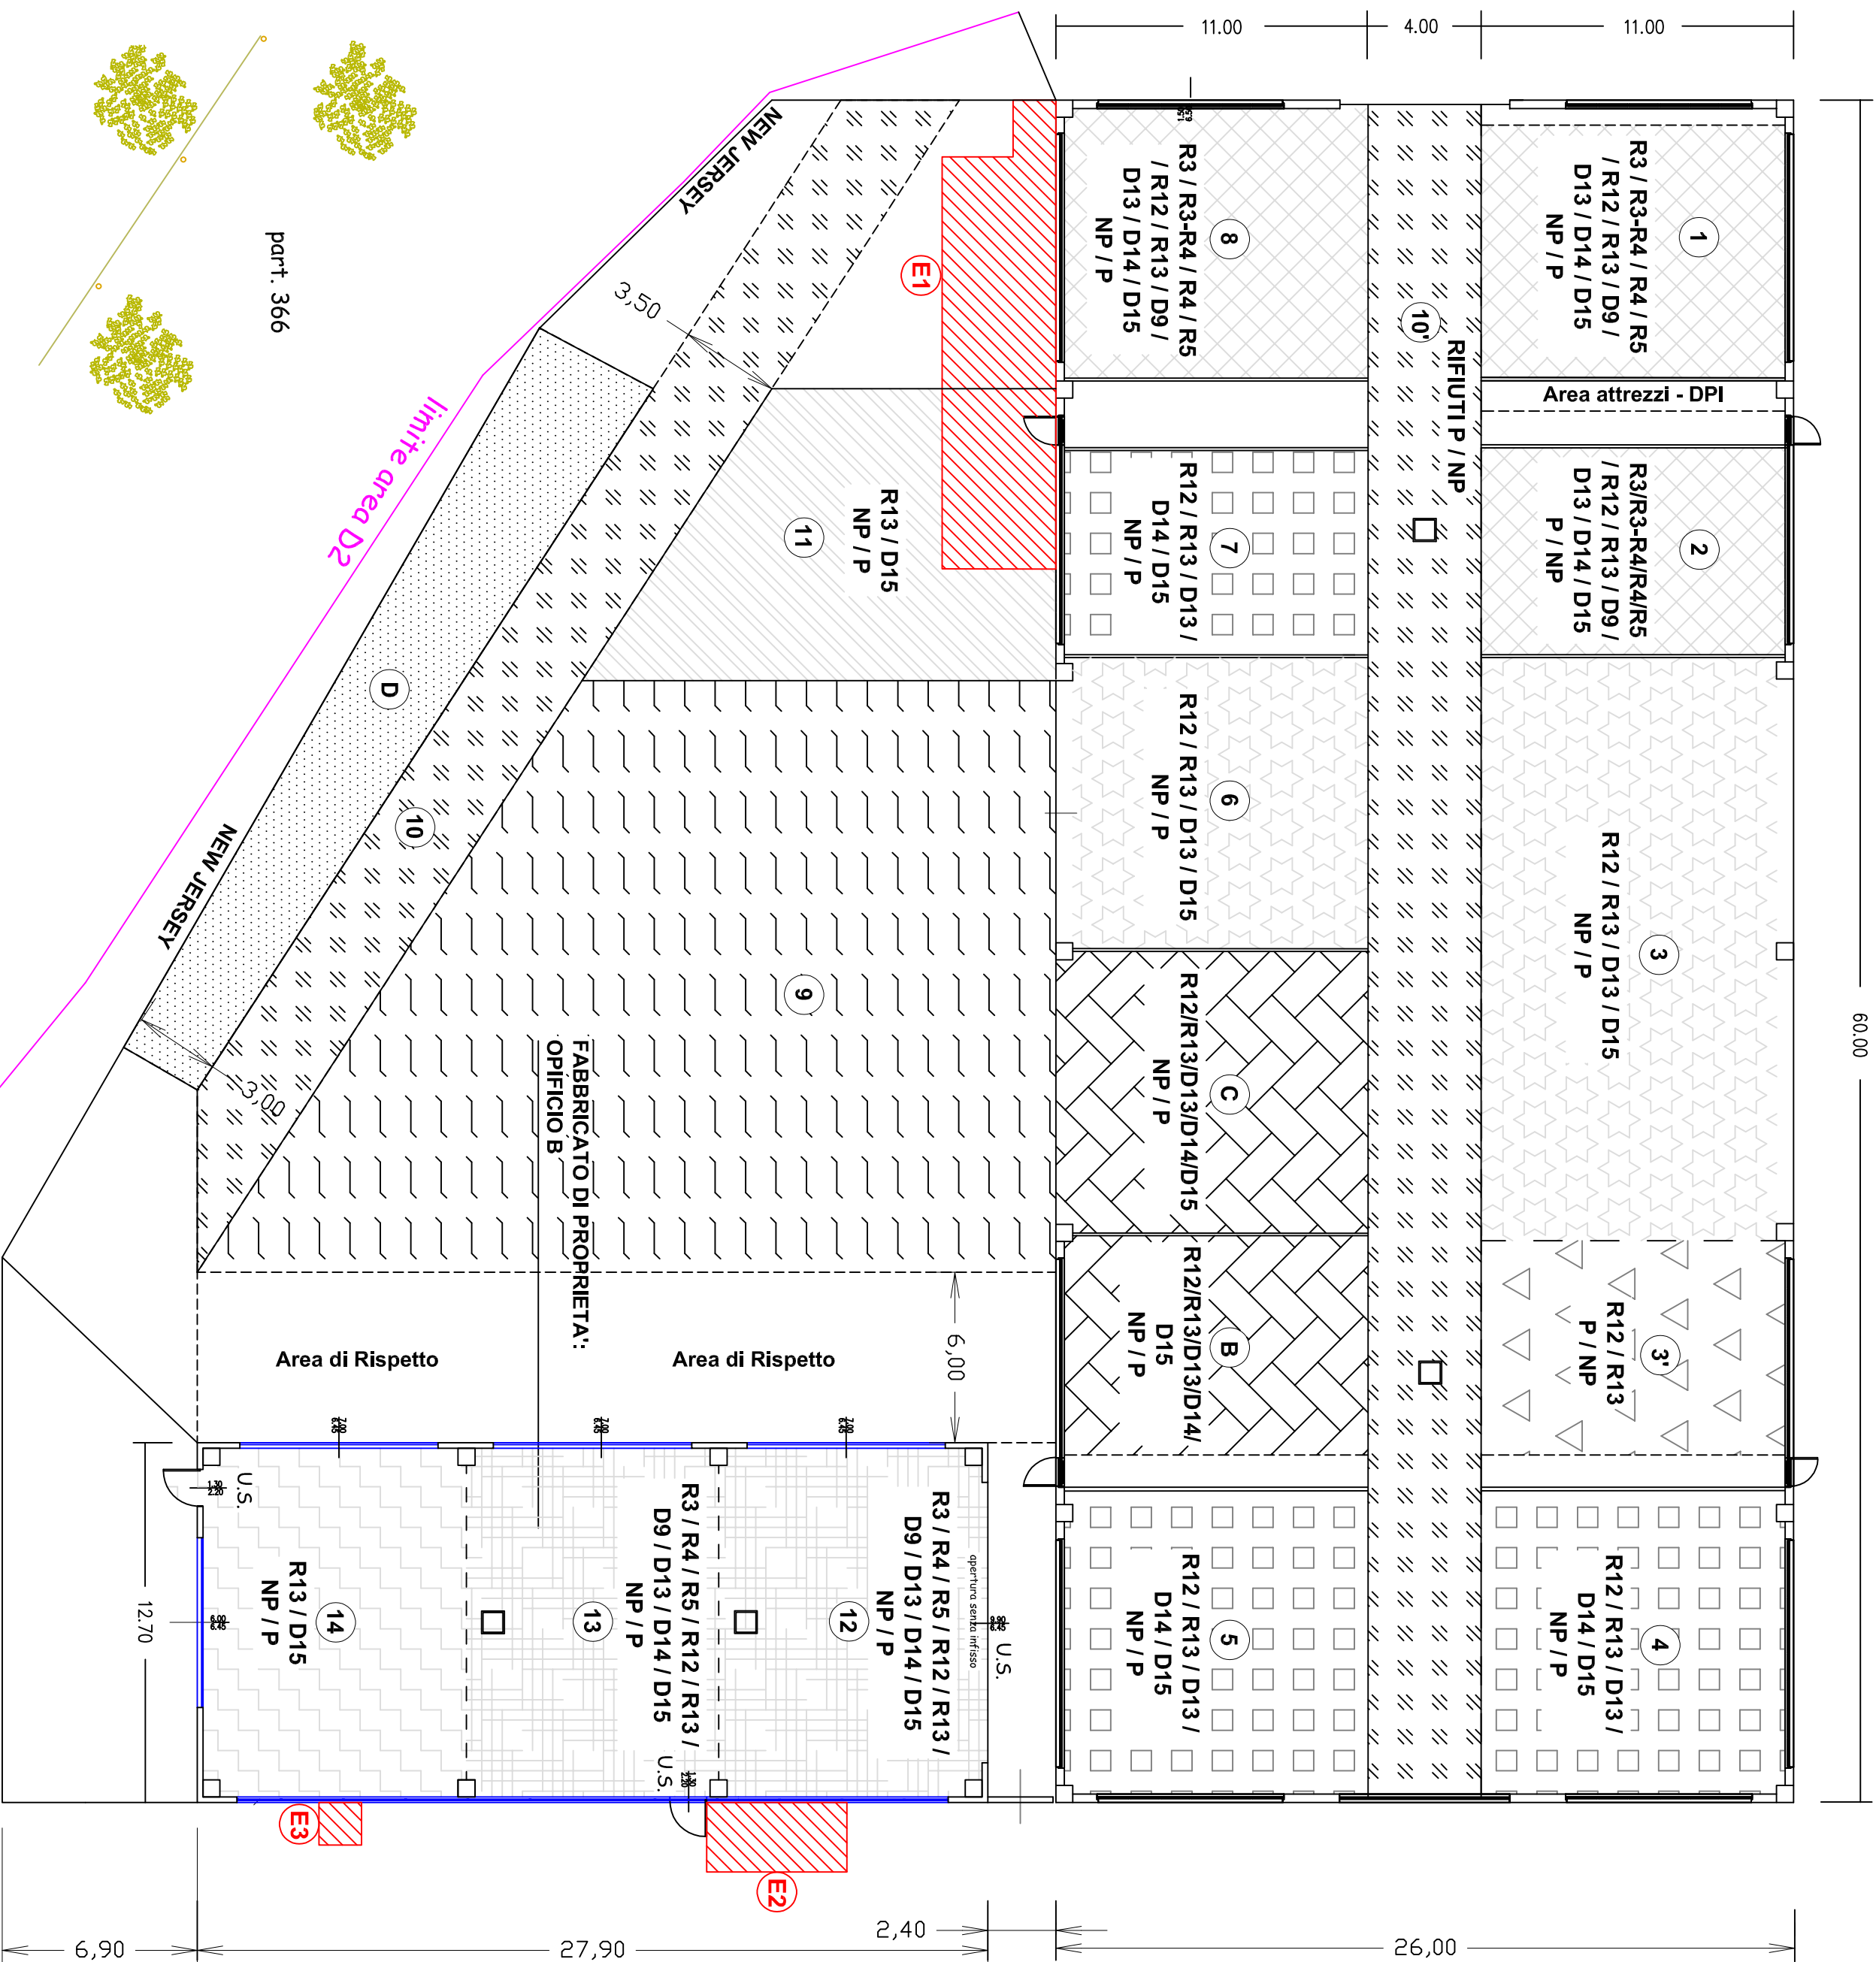 11.00
4.00
11.00
60.00
1
R3 / R3-R4 / R4 / R5
/ R12 / R13 / D9 /
D13 / D14 / D15
NP / P
Area attrezzi - DPI
2
R3/R3-R4/R4/R5
/ R12 / R13 / D9 /
D13 / D14 / D15
P / NP
3
R12 / R13 / D13 / D15
NP / P
3'
R12 / R13
P / NP
4
R12 / R13 / D13 /
D14 / D15
NP / P
10'
RIFIUTI P / NP
8
R3 / R3-R4 / R4 / R5
/ R12 / R13 / D9 /
D13 / D14 / D15
NP / P
7
R12 / R13 / D13 /
D14 / D15
NP / P
6
R12 / R13 / D13 / D15
NP / P
C
R12/R13/D13/D14/D15
NP / P
B
R12/R13/D13/D14/
D15
NP / P
5
R12 / R13 / D13 /
D14 / D15
NP / P
E1
NEW JERSEY
3,50
R13 / D15
NP / P
11
part. 366
limite area D2
D
10
9
NEW JERSEY
3,00
FABBRICATO DI PROPRIETA':
OPIFICIO B
6,00
Area di Rispetto
Area di Rispetto
U.S.
apertura senza infisso
R3 / R4 / R5 / R12 / R13 /
D9 / D13 / D14 / D15
NP / P
12
R3 / R4 / R5 / R12 / R13 /
D9 / D13 / D14 / D15
NP / P
13
U.S.
R13 / D15
NP / P
14
U.S.
12.70
E3
E2
6,90
27,90
2,40
26,00